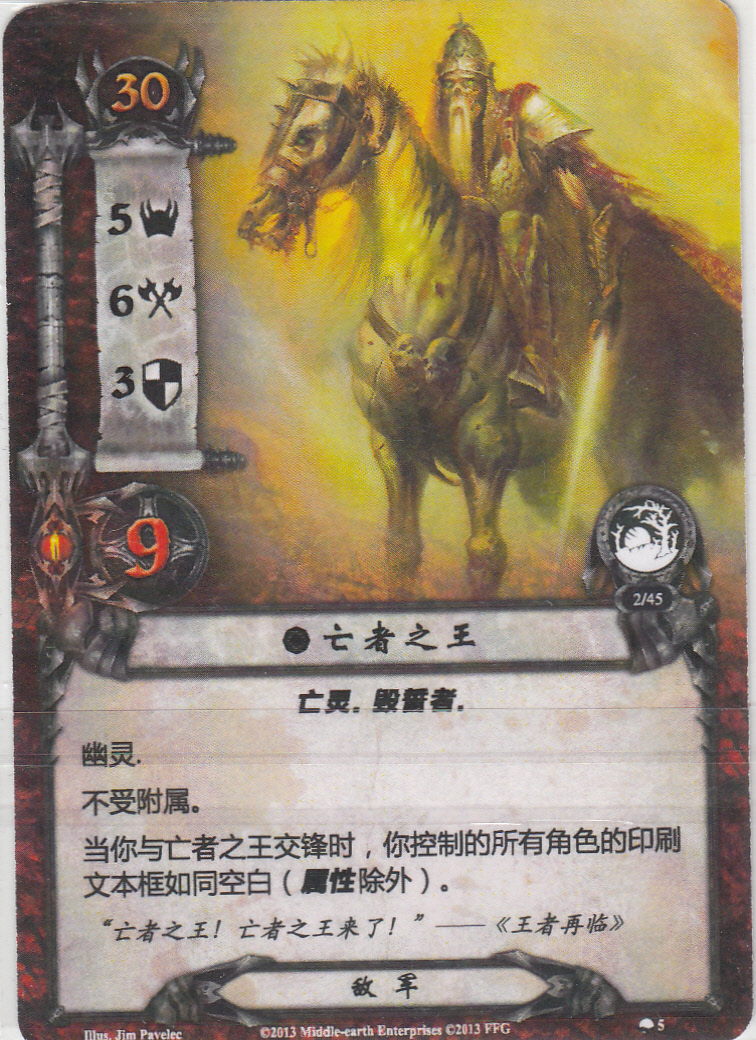 30
5
6
3
9
2/45
亡者之王
亡灵. 毁誓者.
幽灵.
不受附属。
当你与亡者之王交锋时，你控制的所有角色的印刷
文本框如同空白（属性除外）。
“亡者之王！亡者之王来了！”——《王者再临》
敌军
Illus. Jim Pavelec
©2013 Middle-earth Enterprises ©2013 FFG
5